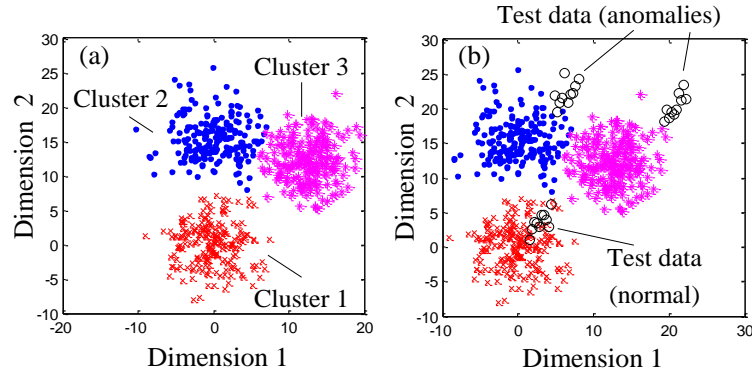 (a)
Cluster 3
Cluster 2
Cluster 1
30
25
20
15
10
5
0
-5
-10
-20
-10
0
10
20
Dimension 2
Dimension 1
Test data (anomalies)
(b)
Test data
(normal)
30
25
20
15
10
5
0
-5
-10
-10
0
10
20
30
Dimension 2
Dimension 1